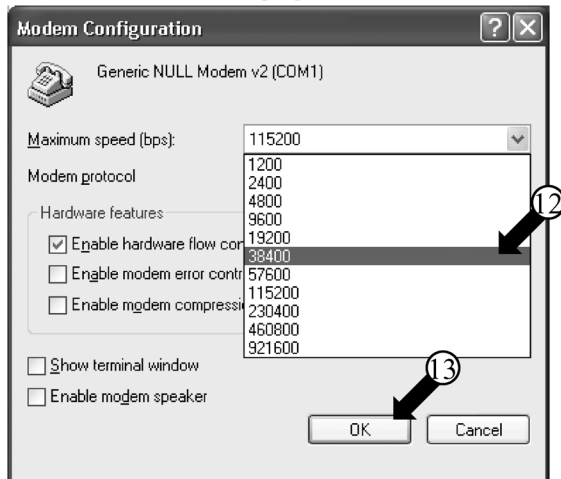 Modem Configuration
Generic NULL Modem v2 (COM1)
Maximum speed (bps): 115200
1200
Modem protocol
2400
4800
Hardware features
9600
12
19200
Enable hardware flow con
38400
Enable modem error contr
57600
115200
Enable modem compressi
230400
460800
921600
Show terminal window
13
Enable modem speaker
OK Cancel